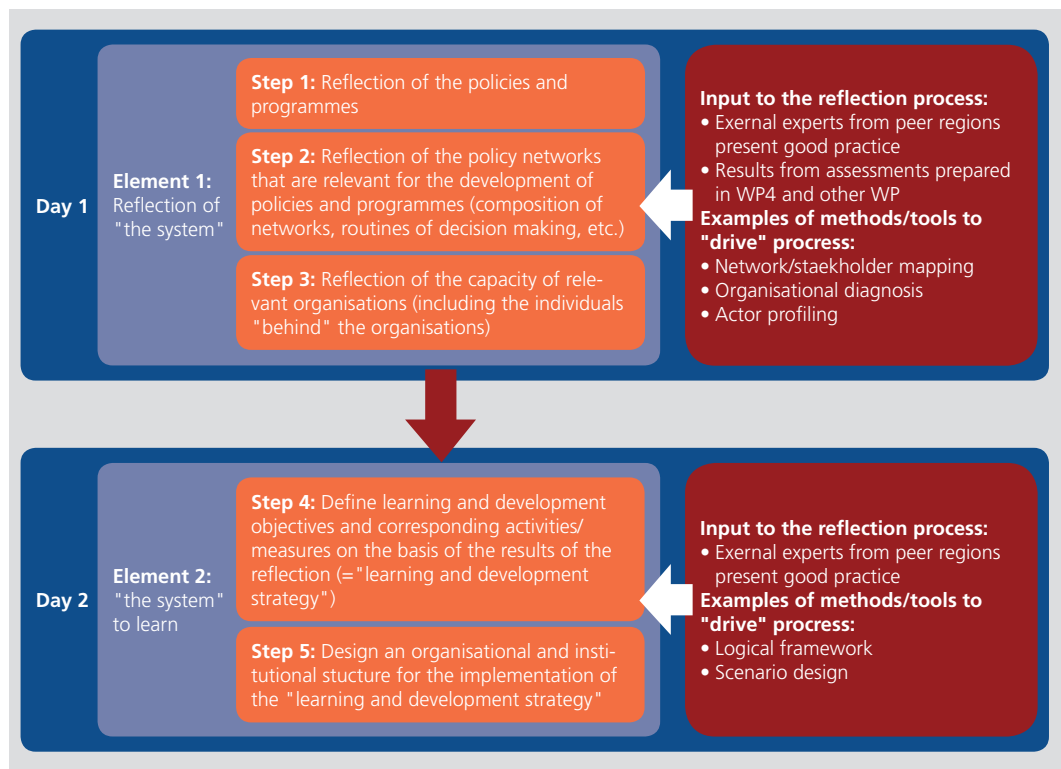 Day 1
Element 1:
Reflection of
"the system"
Step 1: Reflection of the policies and
programmes
Step 2: Reflection of the policy networks
that are relevant for the development of
policies and programmes (composition of
networks, routines of decision making, etc.)
Step 3: Reflection of the capacity of rele-
vant organisations (including the individuals
"behind" the organisations)
Input to the reflection process:
• Exernal experts from peer regions
present good practice
• Results from assessments prepared
in WP4 and other WP
Examples of methods/tools to
"drive" procress:
• Network/staekholder mapping
• Organisational diagnosis
• Actor profiling
Day 2
Element 2:
"the system"
to learn
Step 4: Define learning and development
objectives and corresponding activities/
measures on the basis of the results of the
reflection (="learning and development
strategy")
Step 5: Design an organisational and insti-
tutional stucture for the implementation of
the "learning and development strategy"
Input to the reflection process:
• Exernal experts from peer regions
present good practice
Examples of methods/tools to
"drive" procress:
• Logical framework
• Scenario design